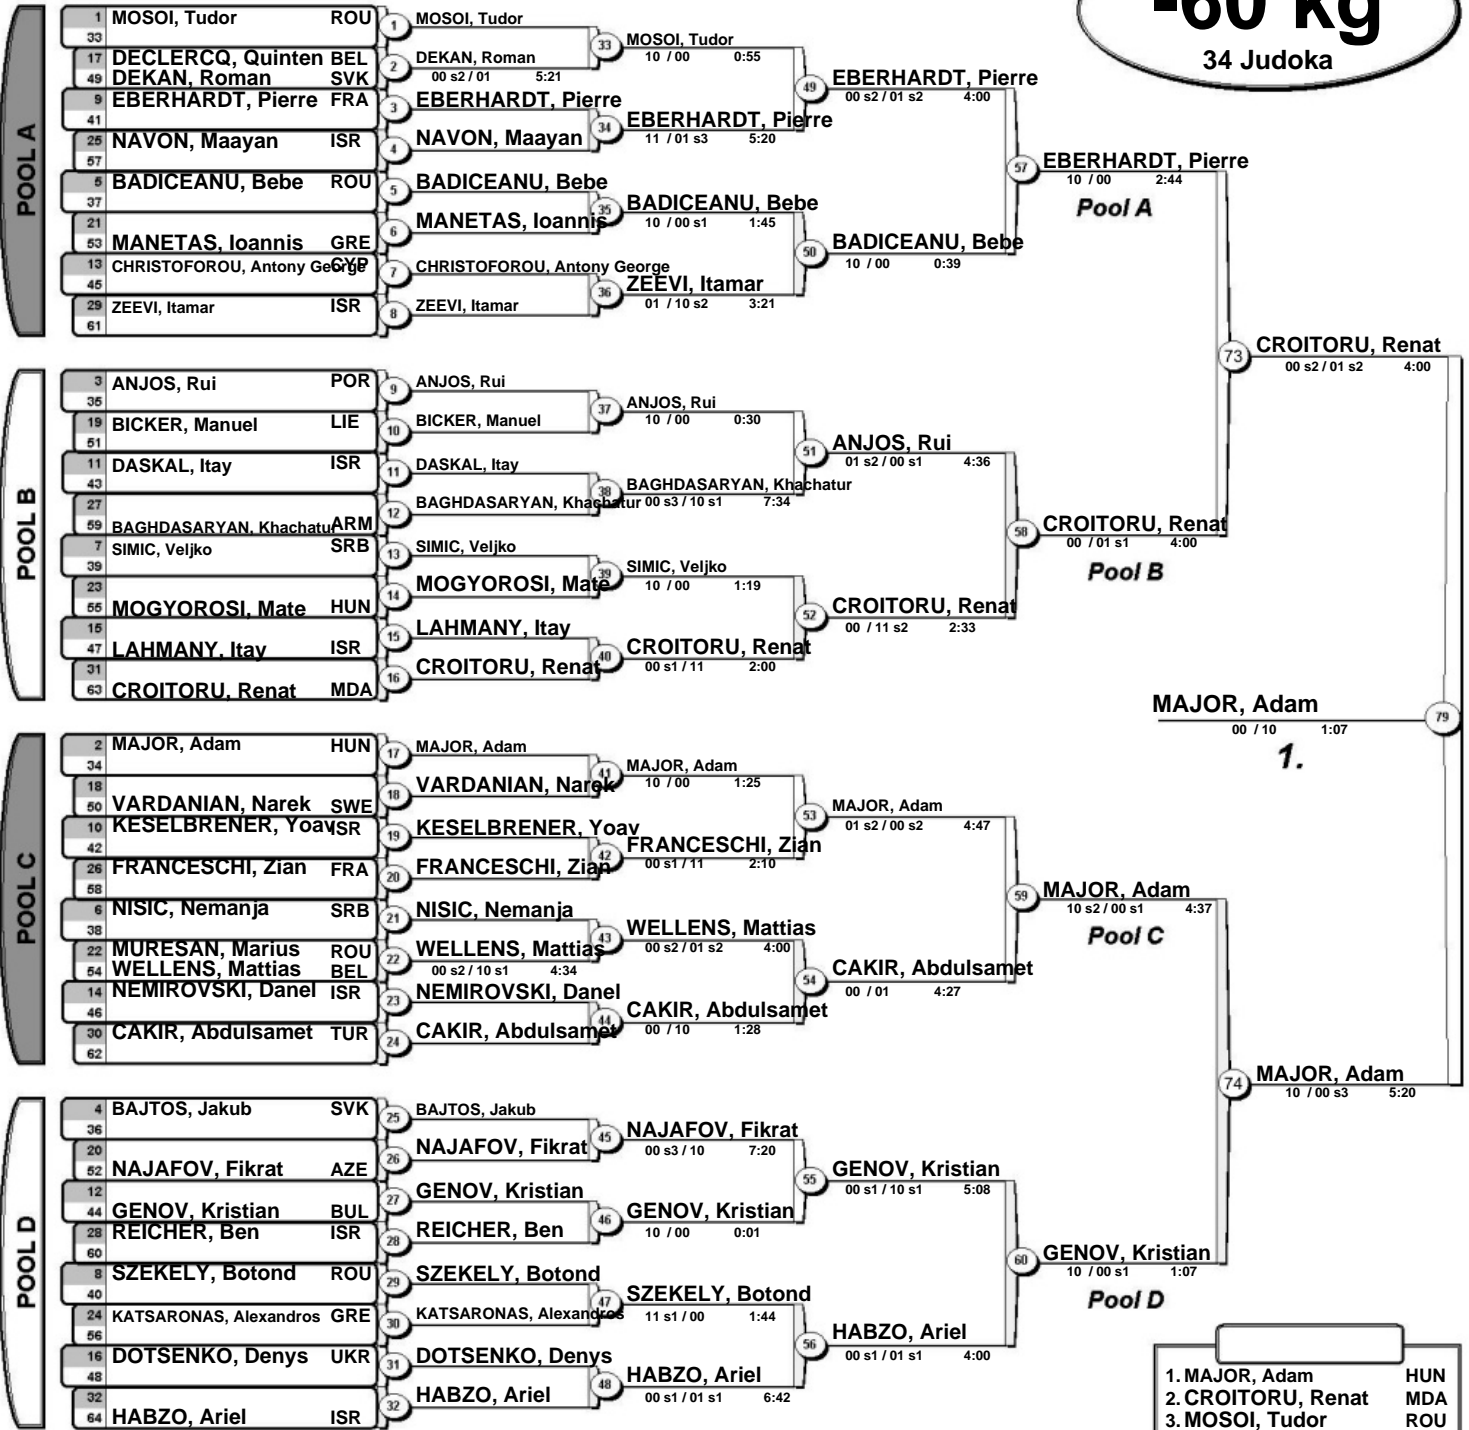 -60 kg
34 Judoka
POOL A
1 MOSOI, Tudor ROU
33
17 DECLERCQ, Quinten BEL
49 DEKAN, Roman SVK
9 EBERHARDT, Pierre FRA
41
25 NAVON, Maayan ISR
57
5 BADICEANU, Bebe ROU
37
21
53 MANETAS, Ioannis GRE
13 CHRISTOFOROU, Antony George CYP
45
29 ZEEVI, Itamar ISR
61
1 MOSOI, Tudor
2 DEKAN, Roman
00 s2 / 01 5:21
3 EBERHARDT, Pierre
4 NAVON, Maayan
5 BADICEANU, Bebe
6 MANETAS, Ioannis
7 CHRISTOFOROU, Antony George
8 ZEEVI, Itamar
33 MOSOI, Tudor
10 / 00 0:55
34 EBERHARDT, Pierre
11 / 01 s3 5:20
35 BADICEANU, Bebe
10 / 00 s1 1:45
36 ZEEVI, Itamar
01 / 10 s2 3:21
49 EBERHARDT, Pierre
00 s2 / 01 s2 4:00
50 BADICEANU, Bebe
10 / 00 0:39
57 EBERHARDT, Pierre
10 / 00 2:44
Pool A
POOL B
3 ANJOS, Rui POR
35
19 BICKER, Manuel LIE
51
11 DASKAL, Itay ISR
43
27
59 BAGHDASARYAN, Khachatur ARM
7 SIMIC, Veljko SRB
39
23
55 MOGYOROSI, Mate HUN
15
47 LAHMANY, Itay ISR
31
63 CROITORU, Renat MDA
9 ANJOS, Rui
10 BICKER, Manuel
11 DASKAL, Itay
12 BAGHDASARYAN, Khachatur
13 SIMIC, Veljko
14 MOGYOROSI, Mate
15 LAHMANY, Itay
16 CROITORU, Renat
37 ANJOS, Rui
10 / 00 0:30
38 BAGHDASARYAN, Khachatur
00 s3 / 10 s1 7:34
39 SIMIC, Veljko
10 / 00 1:19
40 CROITORU, Renat
00 s1 / 11 2:00
51 ANJOS, Rui
01 s2 / 00 s1 4:36
52 CROITORU, Renat
00 / 11 s2 2:33
58 CROITORU, Renat
00 / 01 s1 4:00
Pool B
73 CROITORU, Renat
00 s2 / 01 s2 4:00
POOL C
2 MAJOR, Adam HUN
34
18
50 VARDANIAN, Narek SWE
10 KESELBRENER, Yoav ISR
42
26 FRANCESCHI, Zian FRA
58
6 NISIC, Nemanja SRB
38
22 MURESAN, Marius ROU
54 WELLENS, Mattias BEL
14 NEMIROVSKI, Danel ISR
46
30 CAKIR, Abdulsamet TUR
62
17 MAJOR, Adam
18 VARDANIAN, Narek
19 KESELBRENER, Yoav
20 FRANCESCHI, Zian
21 NISIC, Nemanja
22 WELLENS, Mattias
00 s2 / 10 s1 4:34
23 NEMIROVSKI, Danel
24 CAKIR, Abdulsamet
41 MAJOR, Adam
10 / 00 1:25
42 FRANCESCHI, Zian
00 s1 / 11 2:10
43 WELLENS, Mattias
00 s2 / 01 s2 4:00
44 CAKIR, Abdulsamet
00 / 10 1:28
53 MAJOR, Adam
01 s2 / 00 s2 4:47
54 CAKIR, Abdulsamet
00 / 01 4:27
59 MAJOR, Adam
10 s2 / 00 s1 4:37
Pool C
79 MAJOR, Adam
00 / 10 1:07
1.
POOL D
4 BAJTOS, Jakub SVK
36
20
52 NAJAFOV, Fikrat AZE
12
44 GENOV, Kristian BUL
28 REICHER, Ben ISR
60
8 SZEKELY, Botond ROU
40
24 KATSARONAS, Alexandros GRE
56
16 DOTSENKO, Denys UKR
48
32
64 HABZO, Ariel ISR
25 BAJTOS, Jakub
26 NAJAFOV, Fikrat
27 GENOV, Kristian
28 REICHER, Ben
29 SZEKELY, Botond
30 KATSARONAS, Alexandros
31 DOTSENKO, Denys
32 HABZO, Ariel
45 NAJAFOV, Fikrat
00 s3 / 10 7:20
46 GENOV, Kristian
10 / 00 0:01
47 SZEKELY, Botond
11 s1 / 00 1:44
48 HABZO, Ariel
00 s1 / 01 s1 6:42
55 GENOV, Kristian
00 s1 / 10 s1 5:08
56 HABZO, Ariel
00 s1 / 01 s1 4:00
60 GENOV, Kristian
10 / 00 s1 1:07
Pool D
74 MAJOR, Adam
10 / 00 s3 5:20
1. MAJOR, Adam HUN
2. CROITORU, Renat MDA
3. MOSOI, Tudor ROU